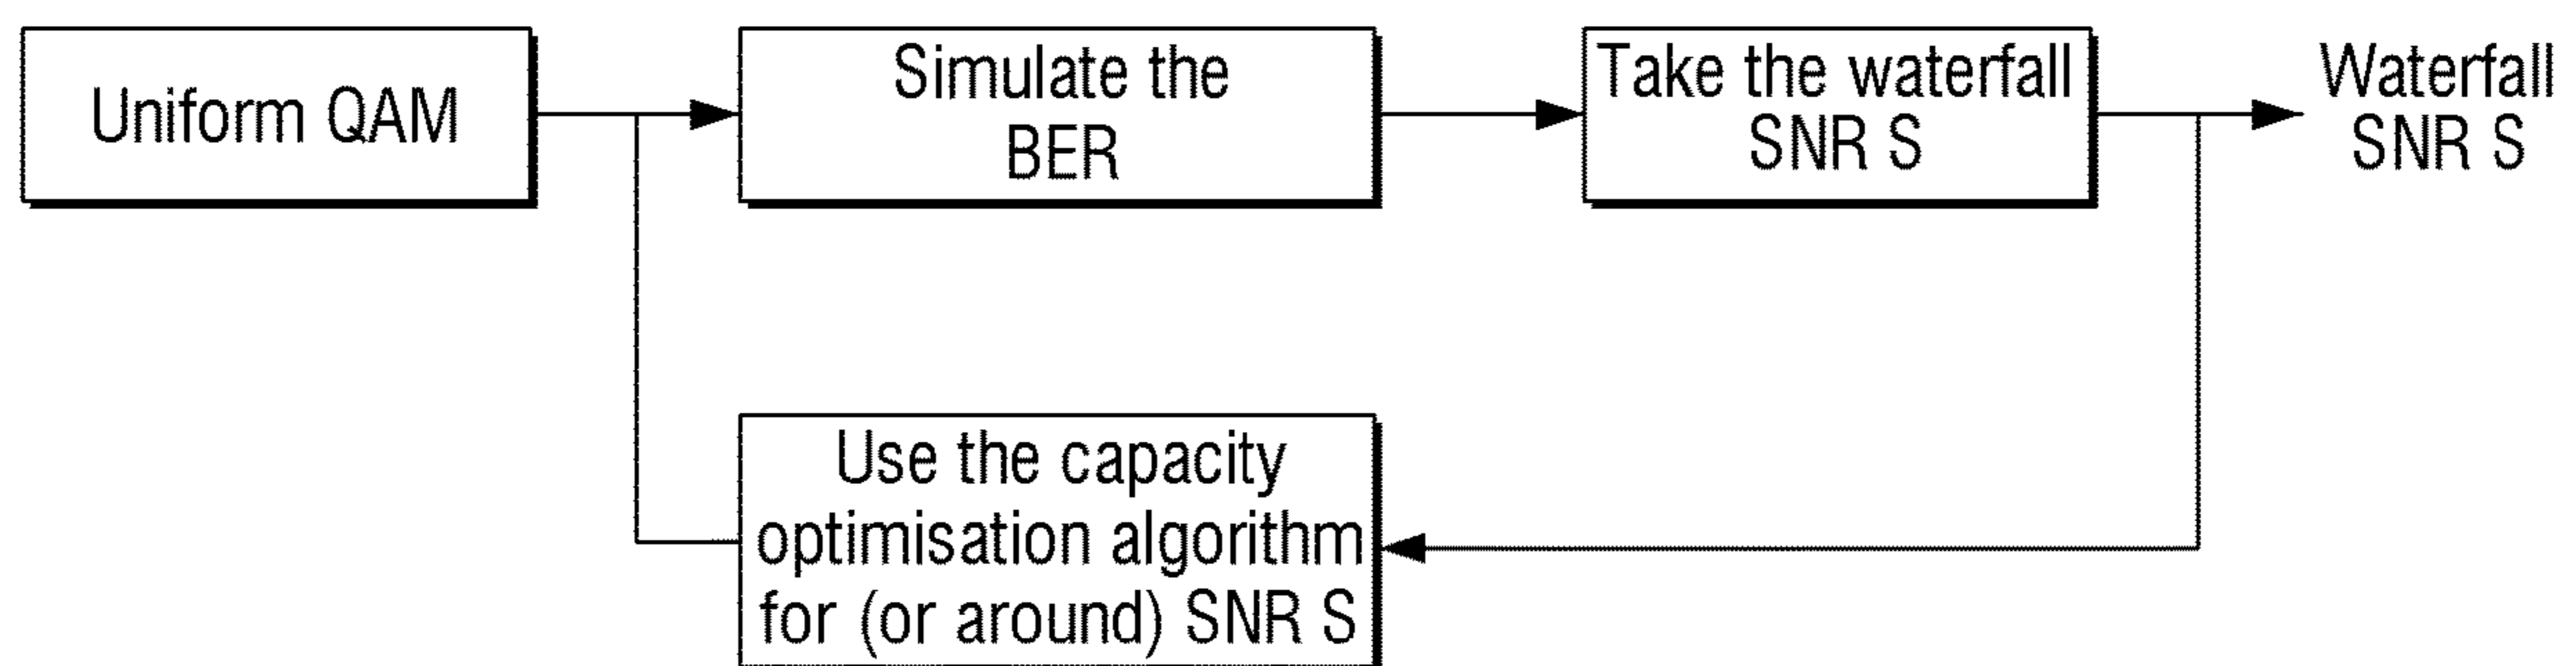 Uniform QAM
Simulate the
BER
Take the waterfall
SNR S
Waterfall
SNR S
Use the capacity
optimisation algorithm
for (or around) SNR S